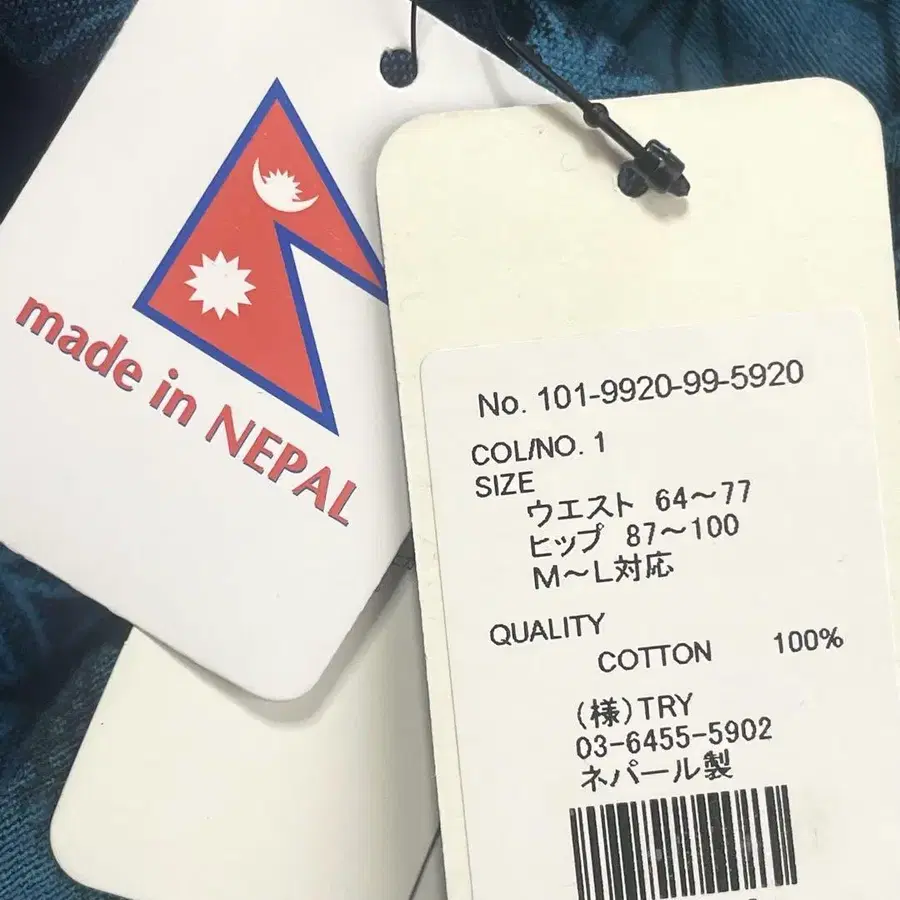 made in NEPAL
No. 101-9920-99-5920
COL/NO. 1
SIZE
ウエスト 64～77
ヒップ 87～100
M～L対応
QUALITY
COTTON 100%
(様)TRY
03-6455-5902
ネパール製